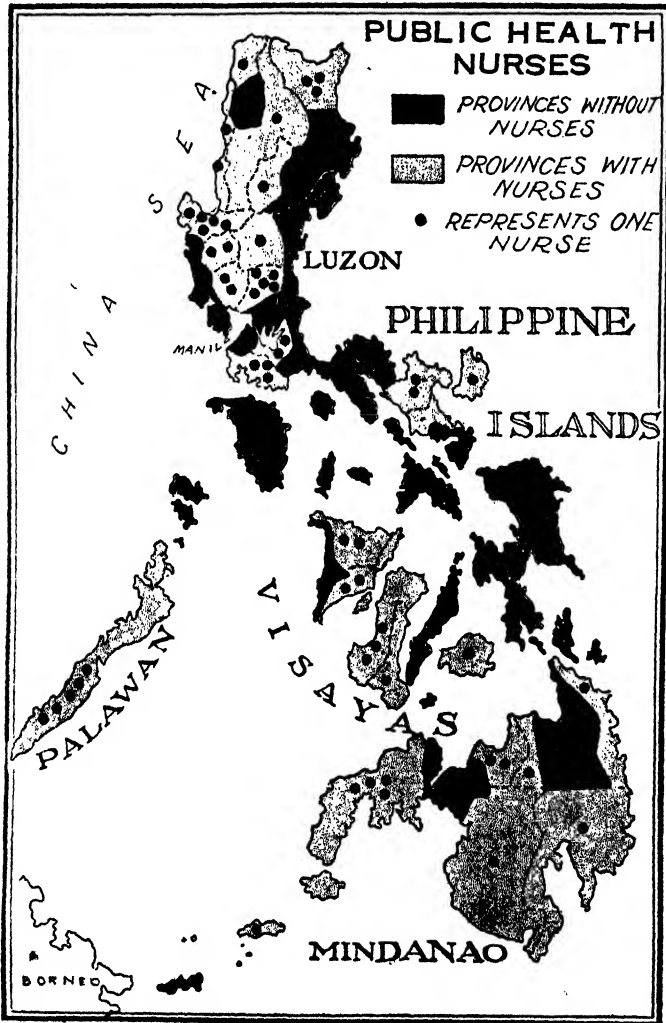 PUBLIC HEALTH
NURSES
PROVINCES WITHOUT
NURSES
PROVINCES WITH
NURSES
REPRESENTS ONE
NURSE
CHINA SEA
LUZON
PHILIPPINE
MANIL
ISLANDS
VISAYAS
PALAWAN
MINDANAO
BORNEO